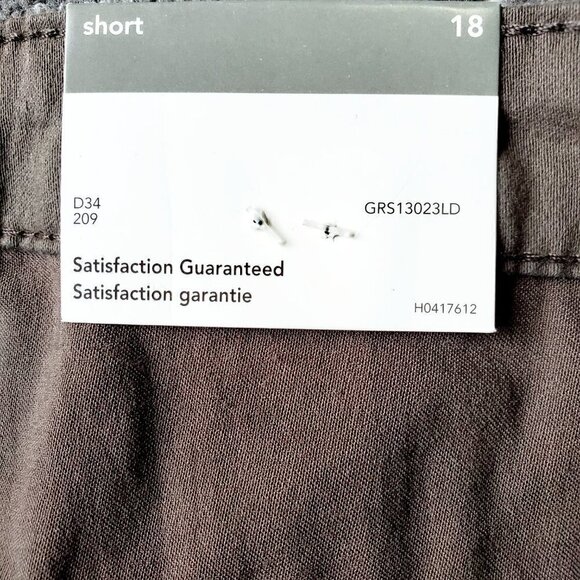 short 18
D34 GRS13023LD
209
Satisfaction Guaranteed
Satisfaction garantie
H0417612